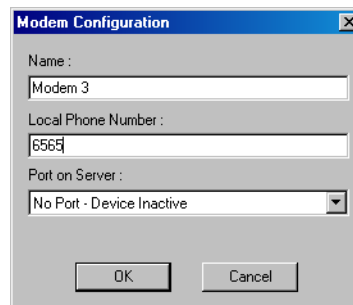 Modem Configuration
Name :
Modem 3
Local Phone Number :
6565
Port on Server :
No Port - Device Inactive
OK
Cancel